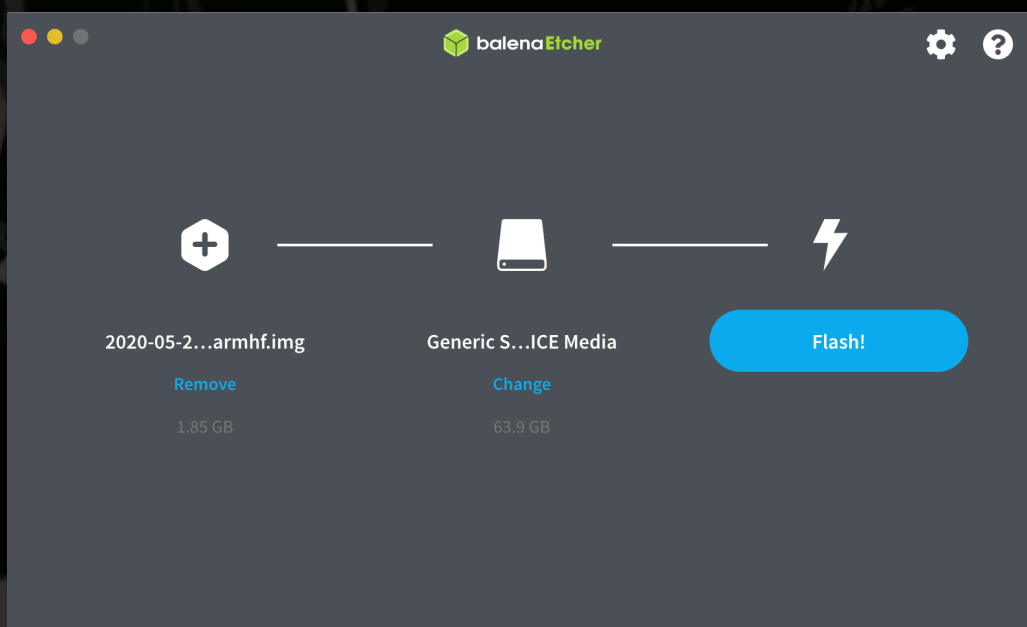 balenaEtcher
2020-05-2...armhf.img
Generic S...ICE Media
Flash!
Remove
Change
1.85 GB
63.9 GB